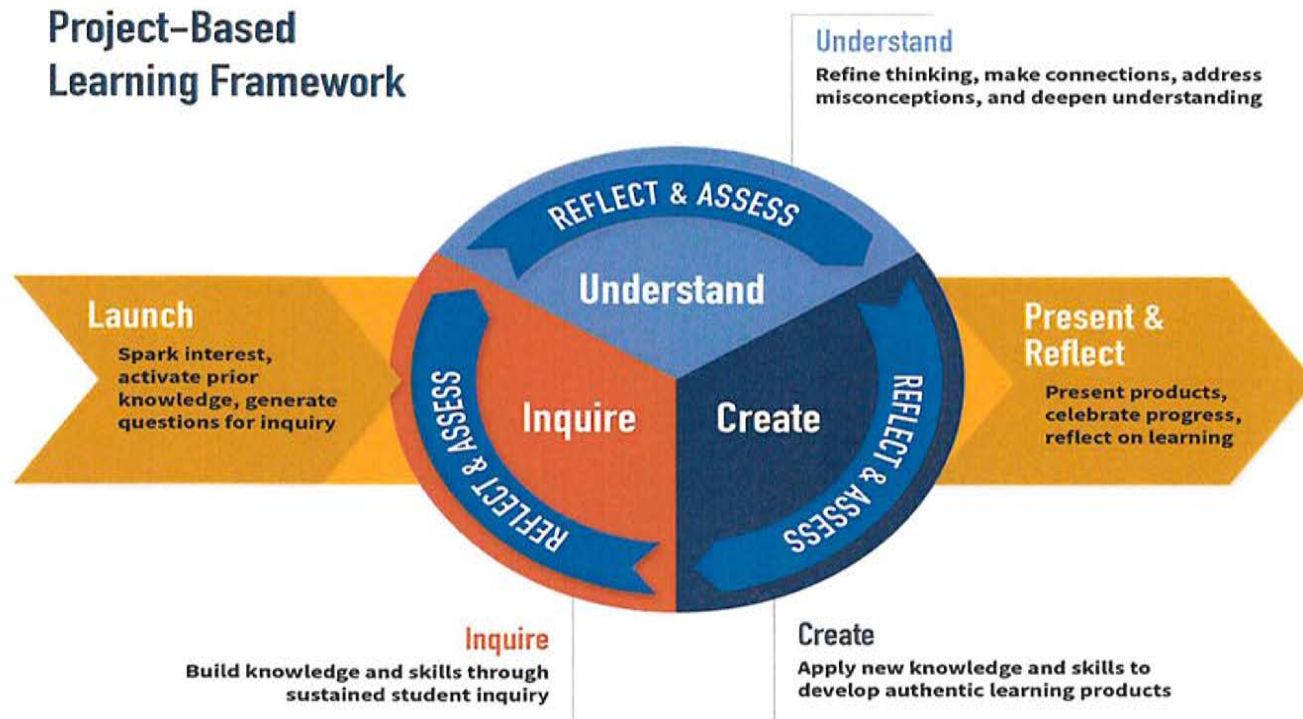 Project-Based
Learning Framework
Understand
Refine thinking, make connections, address
misconceptions, and deepen understanding
REFLECT & ASSESS
Understand
Launch
Spark interest,
activate prior
knowledge, generate
questions for inquiry
REFLECT & ASSESS
Inquire
Create
REFLECT & ASSESS
Present &
Reflect
Present products,
celebrate progress,
reflect on learning
Inquire
Build knowledge and skills through
sustained student inquiry
Create
Apply new knowledge and skills to
develop authentic learning products